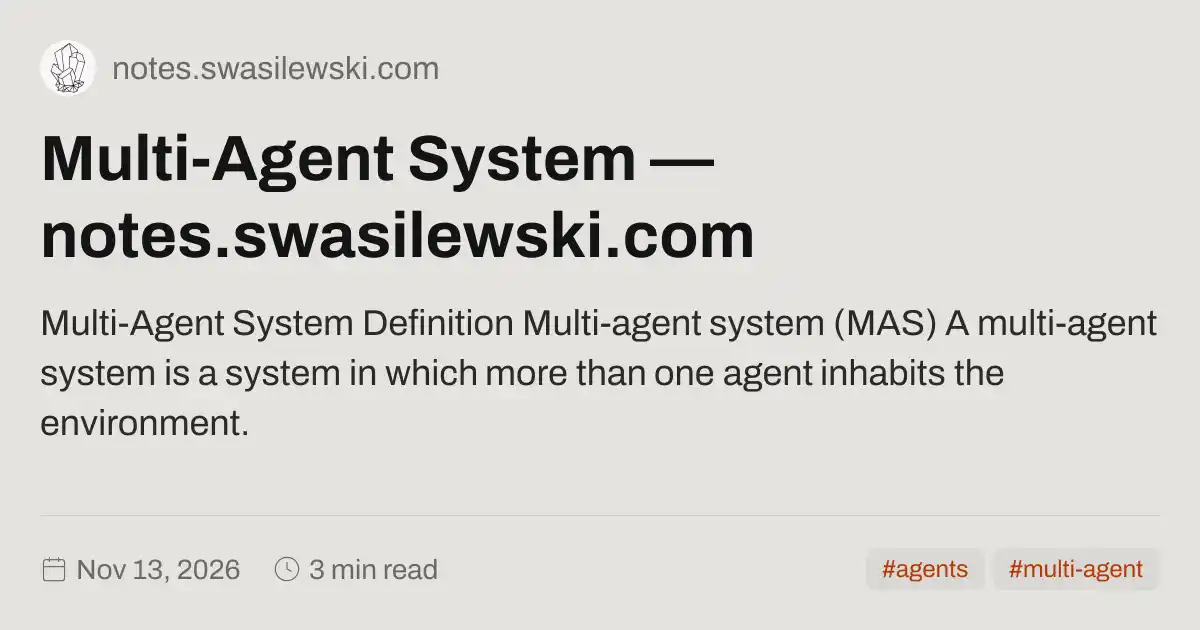 notes.swasilewski.com
Multi-Agent System —
notes.swasilewski.com
Multi-Agent System Definition Multi-agent system (MAS) A multi-agent
system is a system in which more than one agent inhabits the
environment.
Nov 13, 2026 3 min read #agents #multi-agent